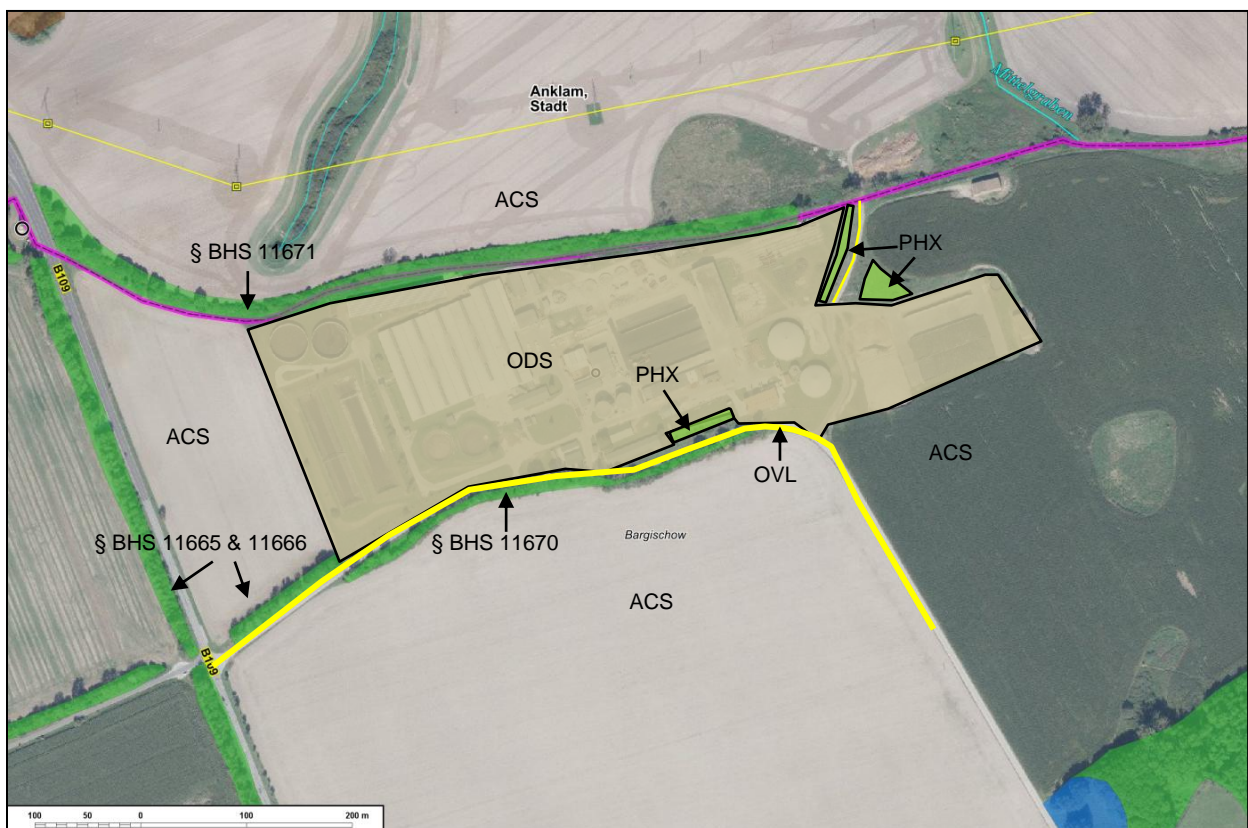 Anklam,
Stadt
Mittelgraben
ACS
§ BHS 11671
PHX
B109
ODS
PHX
ACS
ACS
OVL
§ BHS 11665 & 11666
§ BHS 11670
Bargischow
ACS
B109
100 50 0 100 200 m